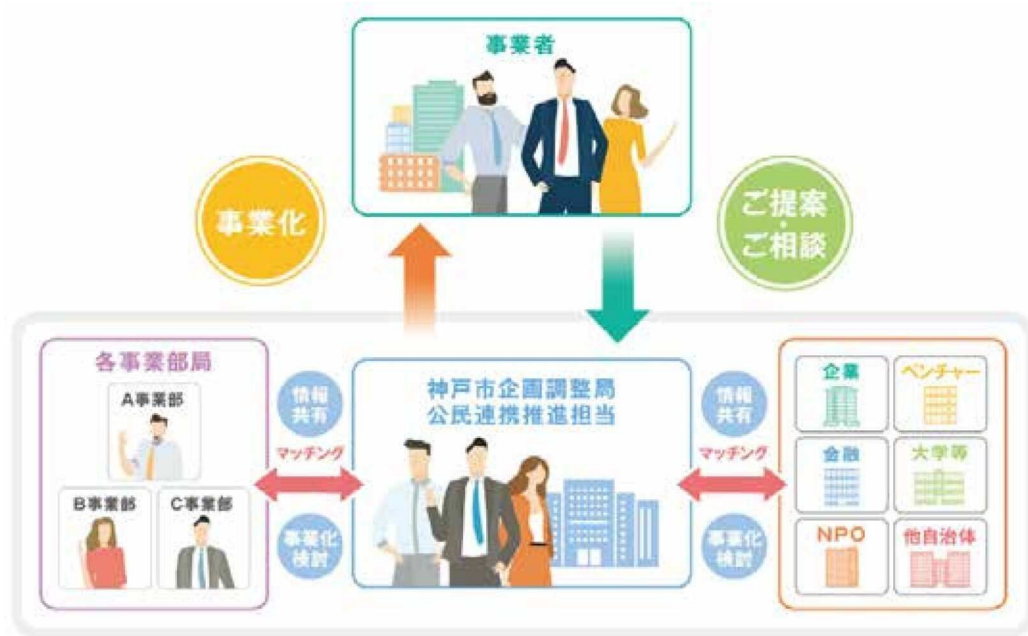 事業者
事業化
ご提案
・
ご相談
各事業部局
A事業部
B事業部
C事業部
情報
共有
マッチング
事業化
検討
神戸市企画調整局
公民連携推進担当
情報
共有
マッチング
事業化
検討
企業
ベンチャー
金融
大学等
NPO
他自治体